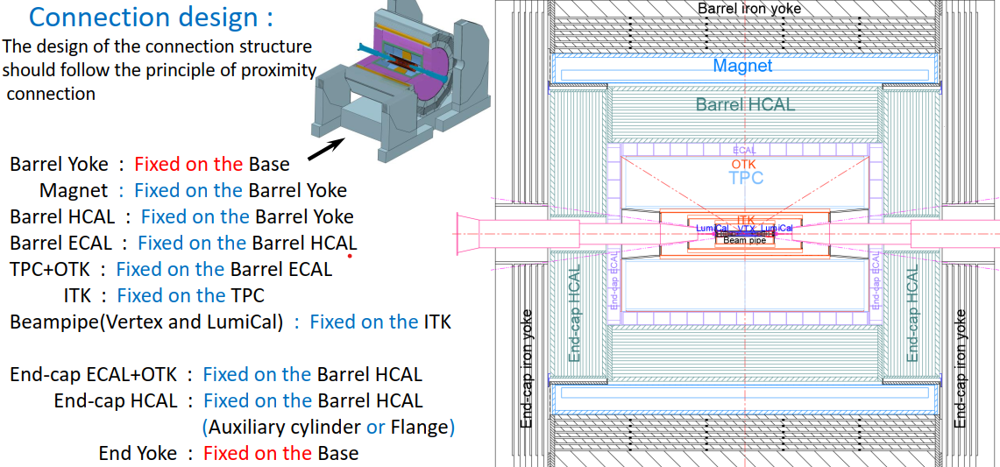 Connection design :
The design of the connection structure
should follow the principle of proximity
connection
Barrel Yoke : Fixed on the Base
Magnet : Fixed on the Barrel Yoke
Barrel HCAL : Fixed on the Barrel Yoke
Barrel ECAL : Fixed on the Barrel HCAL
TPC+OTK : Fixed on the Barrel ECAL
ITK : Fixed on the TPC
Beampipe(Vertex and LumiCal) : Fixed on the ITK
End-cap ECAL+OTK : Fixed on the Barrel HCAL
End-cap HCAL : Fixed on the Barrel HCAL
(Auxiliary cylinder or Flange)
End Yoke : Fixed on the Base
Barrel iron yoke
Magnet
Barrel HCAL
ECAL
OTK
TPC
ITK
LumiCal VTX LumiCal
Beam pipe
End-cap ECAL
End-cap ECAL
End-cap HCAL
End-cap HCAL
End-cap iron yoke
End-cap iron yoke